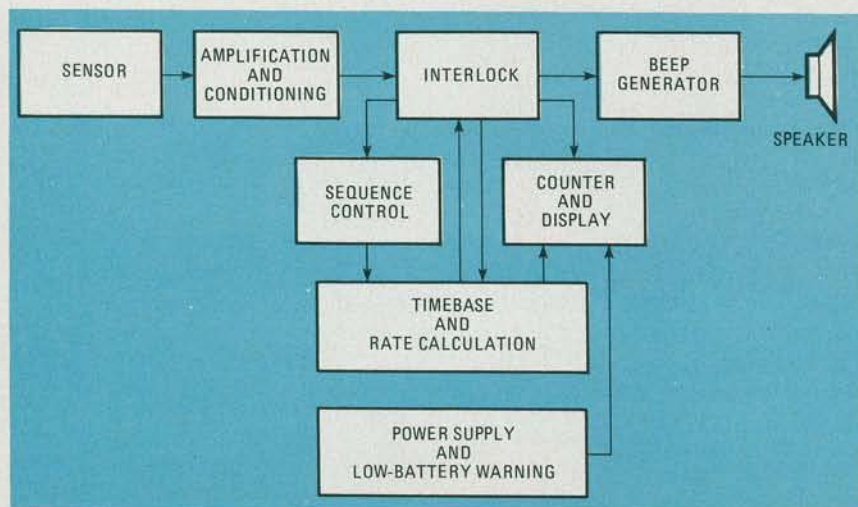 SENSOR
AMPLIFICATION
AND
CONDITIONING
INTERLOCK
BEEP
GENERATOR
SPEAKER
SEQUENCE
CONTROL
COUNTER
AND
DISPLAY
TIMEBASE
AND
RATE CALCULATION
POWER SUPPLY
AND
LOW-BATTERY WARNING